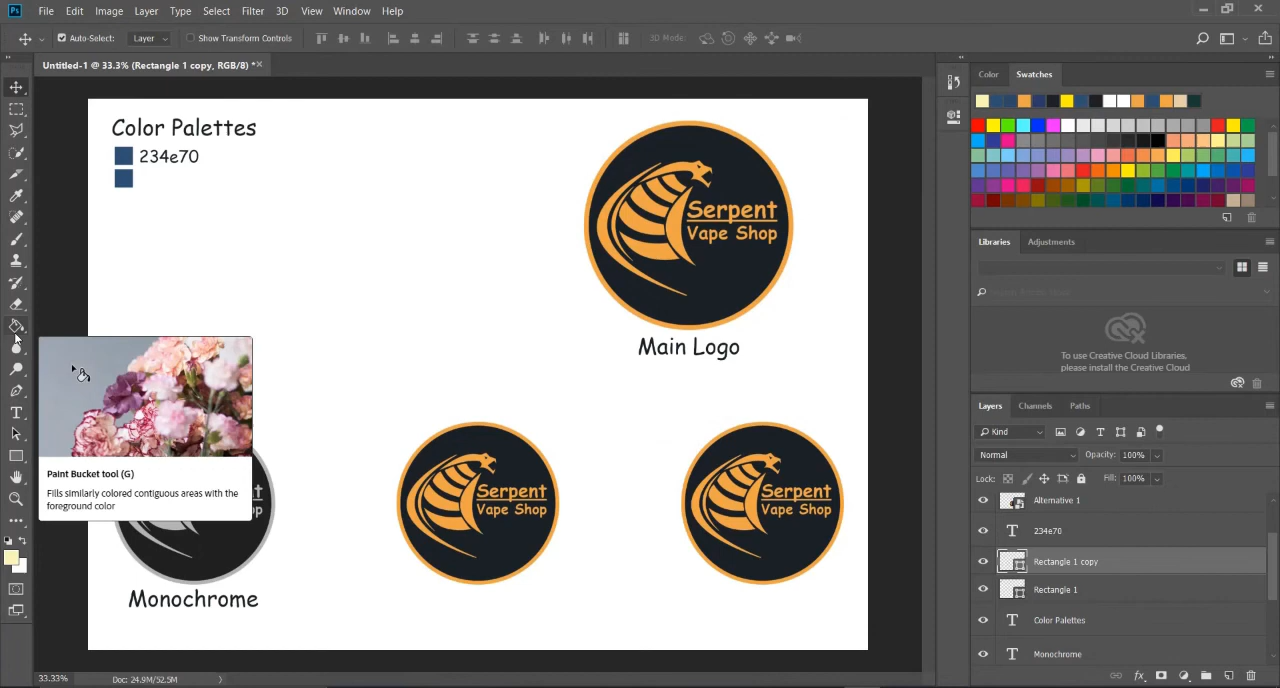 Ps File Edit Image Layer Type Select Filter 3D View Window Help
Auto-Select: Layer Show Transform Controls 3D Mode:
Untitled-1 @ 33.3% (Rectangle 1 copy, RGB/8) *
Color Swatches
Color Palettes
234e70
Serpent
Vape Shop
Main Logo
Libraries Adjustments
To use Creative Cloud Libraries,
please install the Creative Cloud
Layers Channels Paths
Kind
Normal Opacity: 100%
Lock: Fill: 100%
Alternative 1
234e70
Rectangle 1 copy
Rectangle 1
Color Palettes
Monochrome
Paint Bucket tool (G)
Fills similarly colored contiguous areas with the
foreground color
Serpent
Vape Shop
Serpent
Vape Shop
Monochrome
33.33% Doc: 24.9M/52.5M